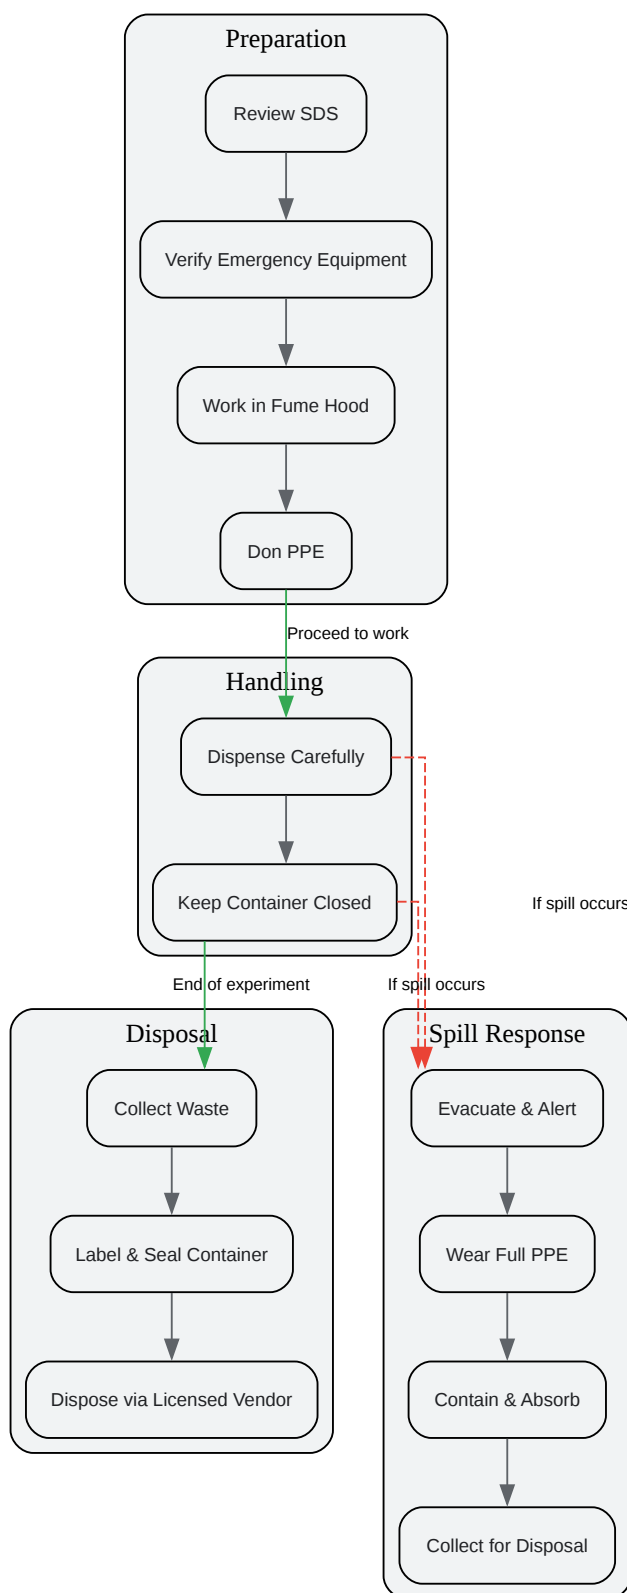 Preparation
Review SDS
Verify Emergency Equipment
Work in Fume Hood
Don PPE
Proceed to work
Handling
Dispense Carefully
Keep Container Closed
If spill occurs
End of experiment
If spill occurs
Disposal
Collect Waste
Label & Seal Container
Dispose via Licensed Vendor
Spill Response
Evacuate & Alert
Wear Full PPE
Contain & Absorb
Collect for Disposal